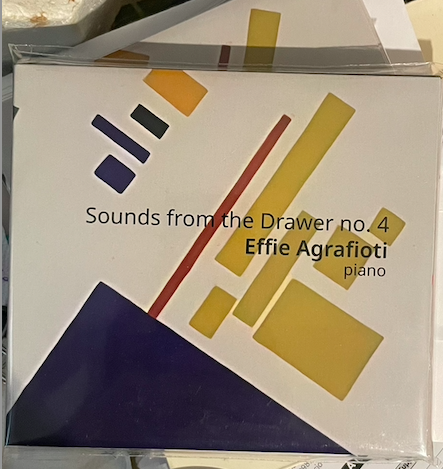 Sounds from the Drawer no. 4
Effie Agrafioti
piano